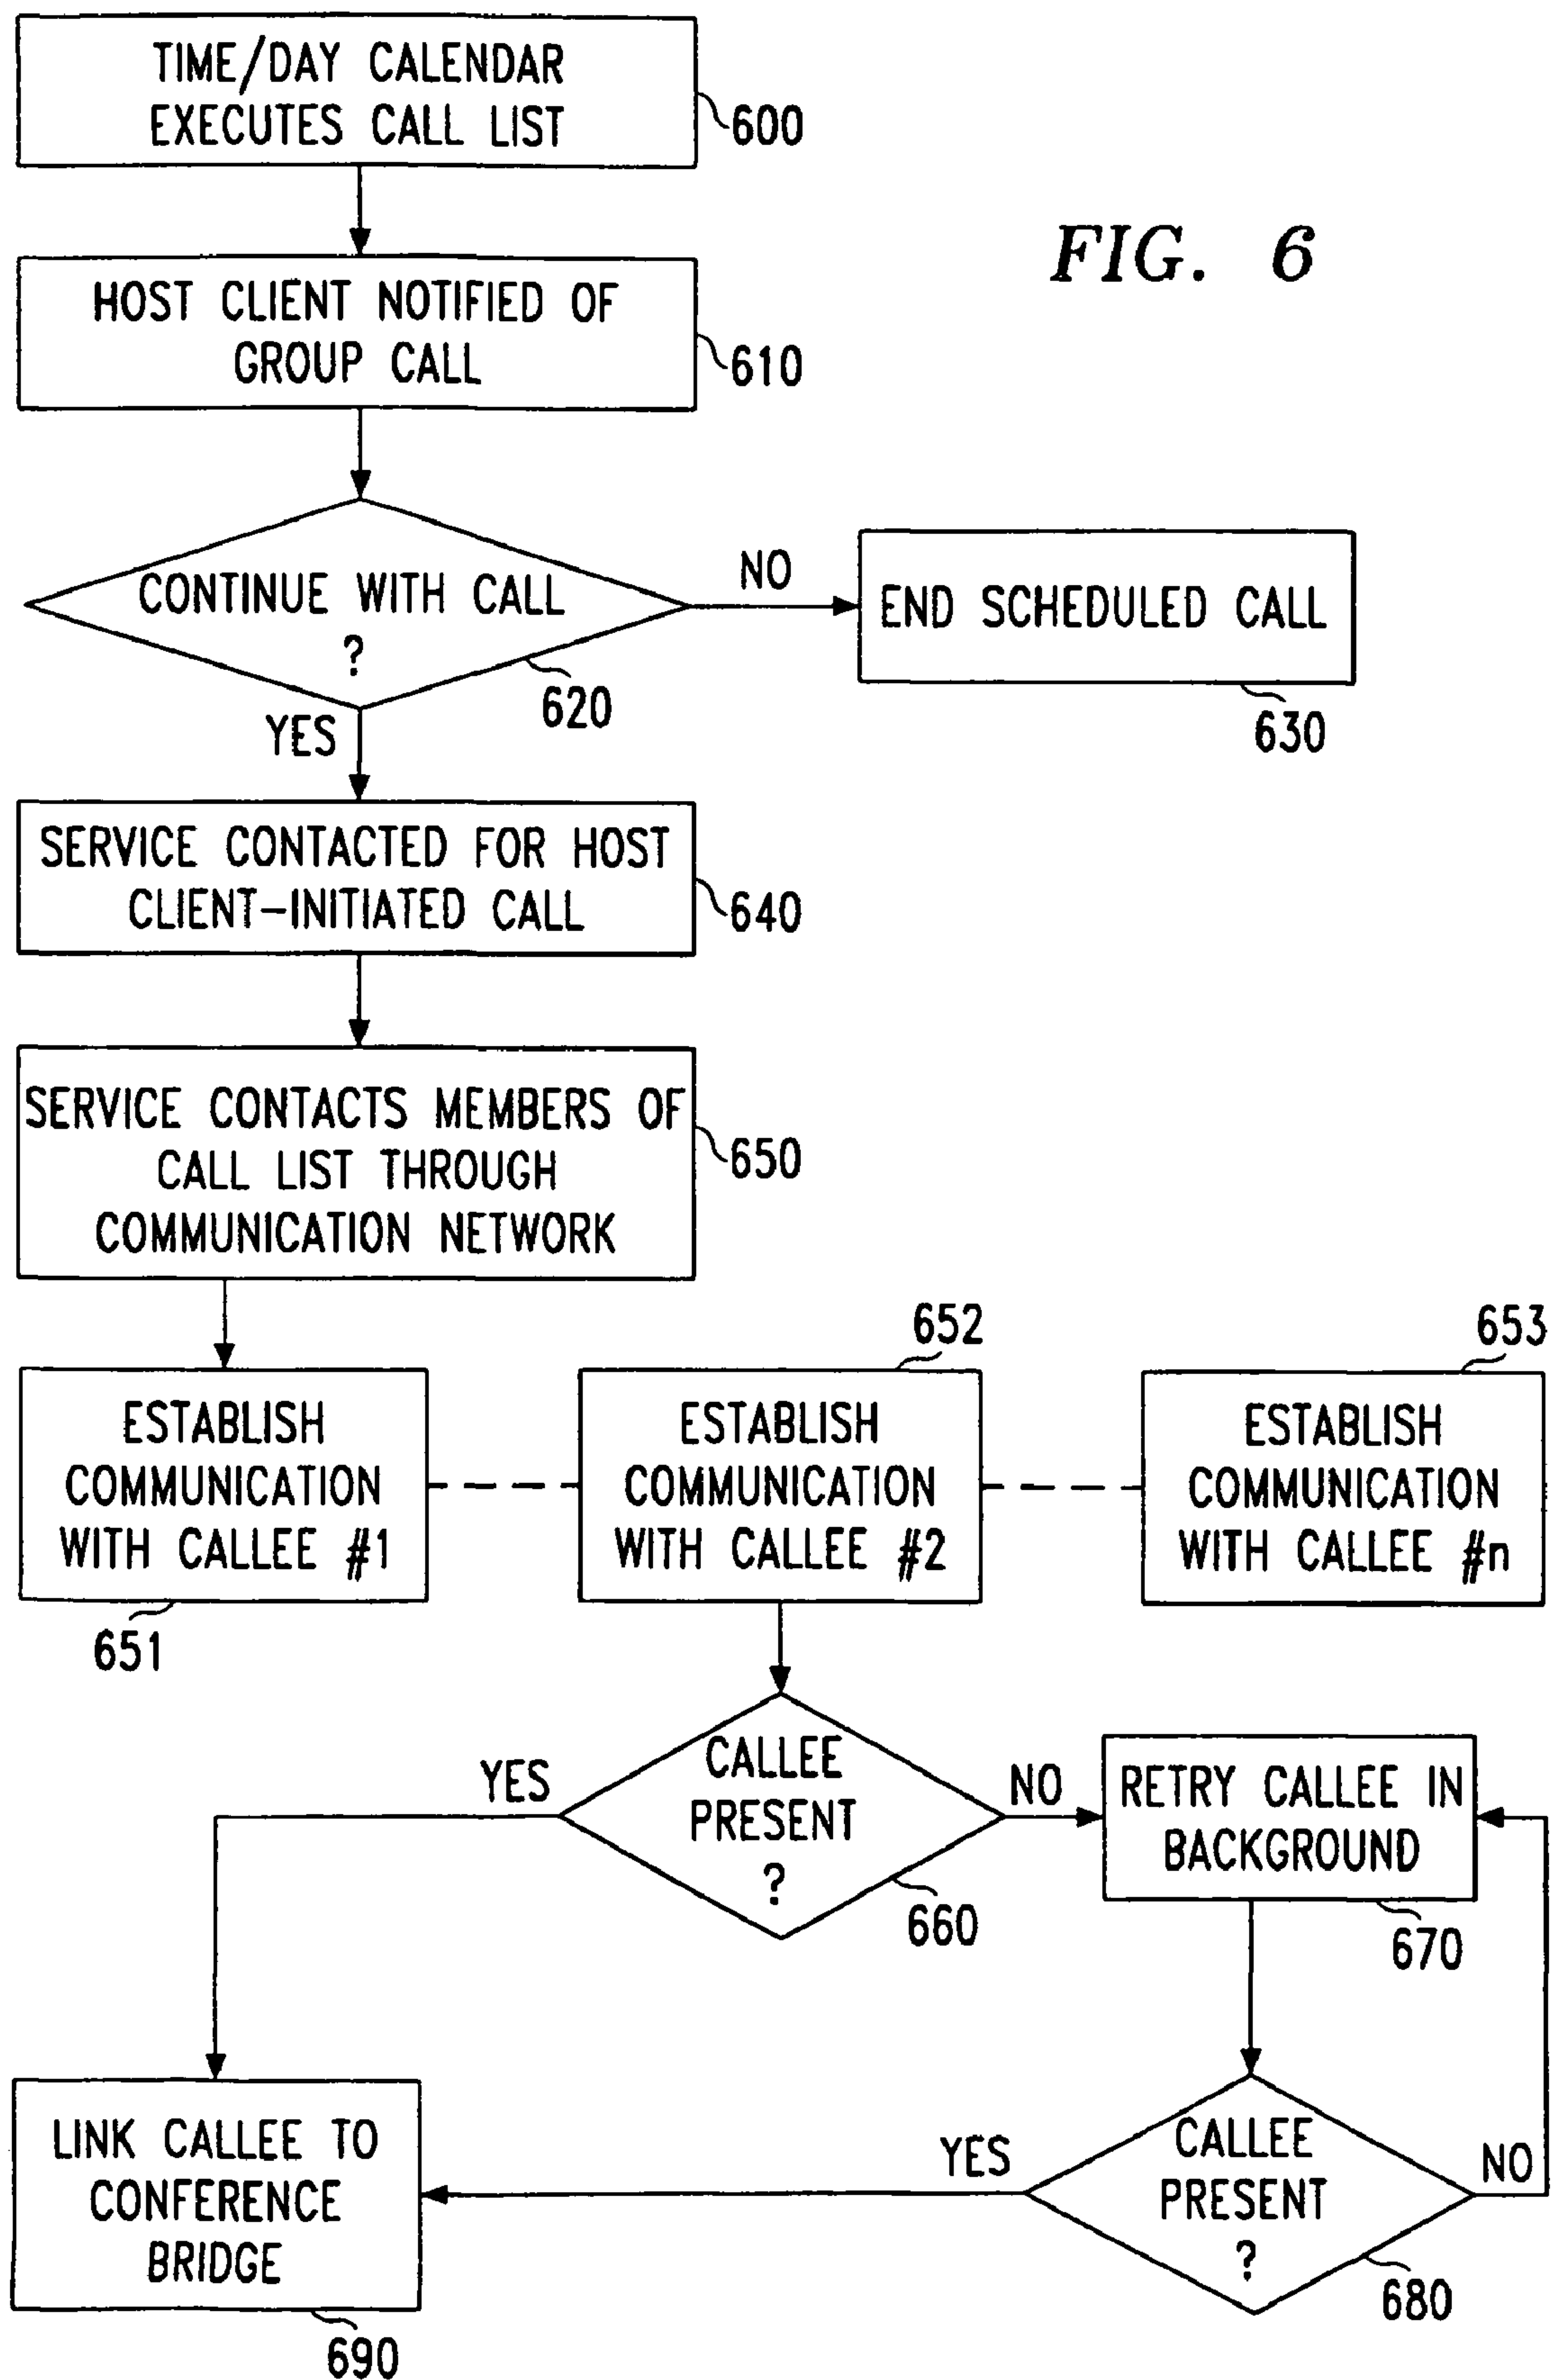 TIME/DAY CALENDAR
EXECUTES CALL LIST
600
FIG. 6
HOST CLIENT NOTIFIED OF
GROUP CALL
610
CONTINUE WITH CALL
?
620
NO
END SCHEDULED CALL
630
YES
SERVICE CONTACTED FOR HOST
CLIENT-INITIATED CALL
640
SERVICE CONTACTS MEMBERS OF
CALL LIST THROUGH
COMMUNICATION NETWORK
650
ESTABLISH
COMMUNICATION
WITH CALLEE #1
651
652
ESTABLISH
COMMUNICATION
WITH CALLEE #2
653
ESTABLISH
COMMUNICATION
WITH CALLEE #n
YES
CALLEE
PRESENT
?
660
NO
RETRY CALLEE IN
BACKGROUND
670
LINK CALLEE TO
CONFERENCE
BRIDGE
690
YES
CALLEE
PRESENT
?
680
NO